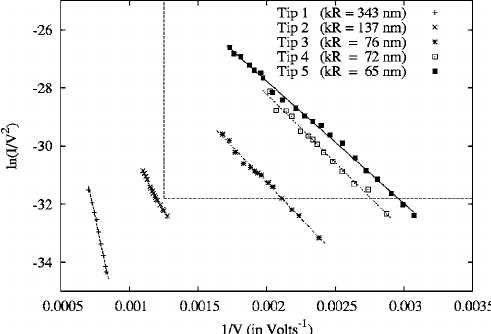 Tip 1 (kR = 343 nm)
Tip 2 (kR = 137 nm)
Tip 3 (kR = 76 nm)
Tip 4 (kR = 72 nm)
Tip 5 (kR = 65 nm)
-26
-28
-30
-32
-34
ln(I/V²)
0.0005 0.001 0.0015 0.002 0.0025 0.003 0.0035
1/V (in Volts⁻¹)